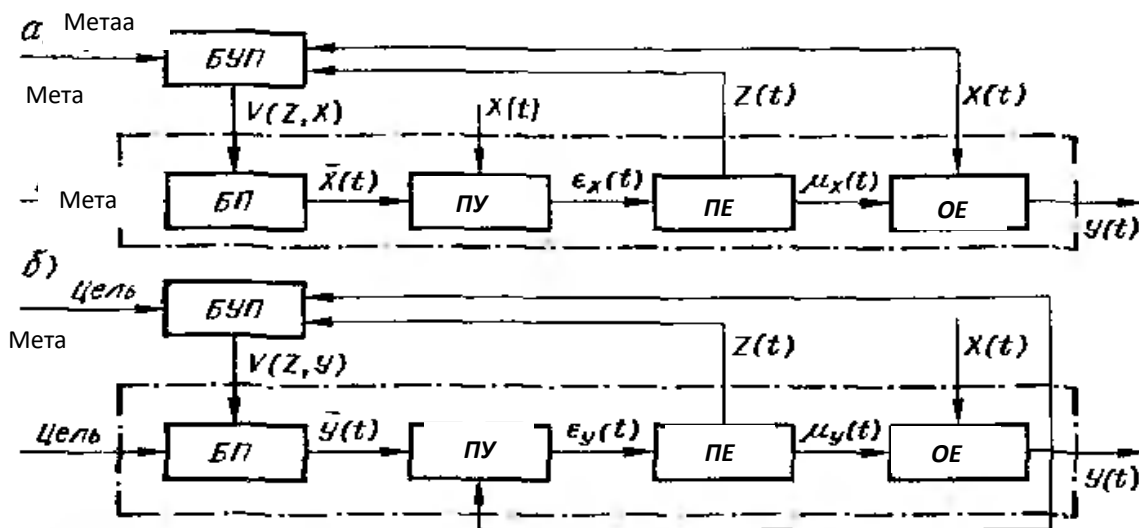 а Метаа
БУП
Мета
V(Z,X)
X(t)
Z(t)
X(t)
Мета
БП
x̄(t)
ПУ
εx(t)
ПЕ
μx(t)
ОЕ
y(t)
б)
Цель
БУП
Мета
V(Z,y)
Z(t)
X(t)
Цель
БП
ȳ(t)
ПУ
εy(t)
ПЕ
μy(t)
ОЕ
y(t)